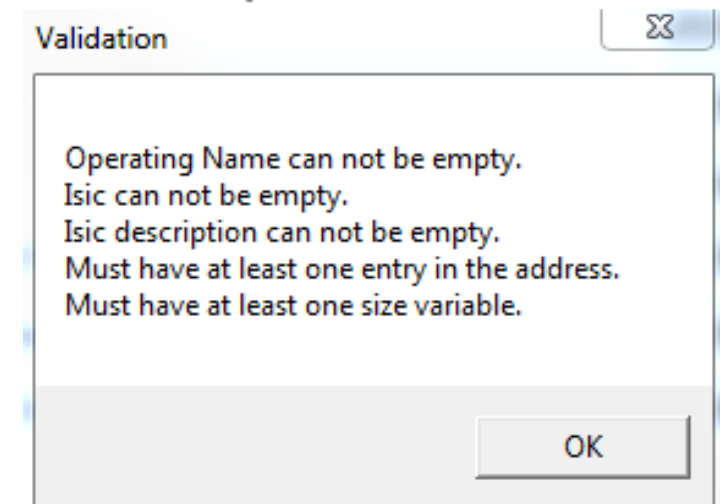 Validation
Operating Name can not be empty.
Isic can not be empty.
Isic description can not be empty.
Must have at least one entry in the address.
Must have at least one size variable.
OK